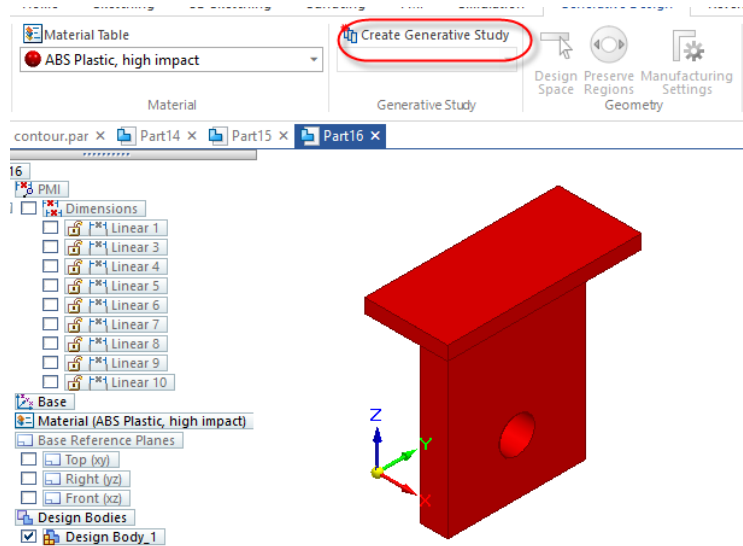 Material Table
Create Generative Study
ABS Plastic, high impact
Design Space
Preserve Regions
Manufacturing Settings
Material
Generative Study
Geometry
contour.par
Part14
Part15
Part16
16
PMI
Dimensions
Linear 1
Linear 3
Linear 4
Linear 5
Linear 6
Linear 7
Linear 8
Linear 9
Linear 10
Base
Material (ABS Plastic, high impact)
Base Reference Planes
Top (xy)
Right (yz)
Front (xz)
Design Bodies
Design Body_1
Z
Y
X